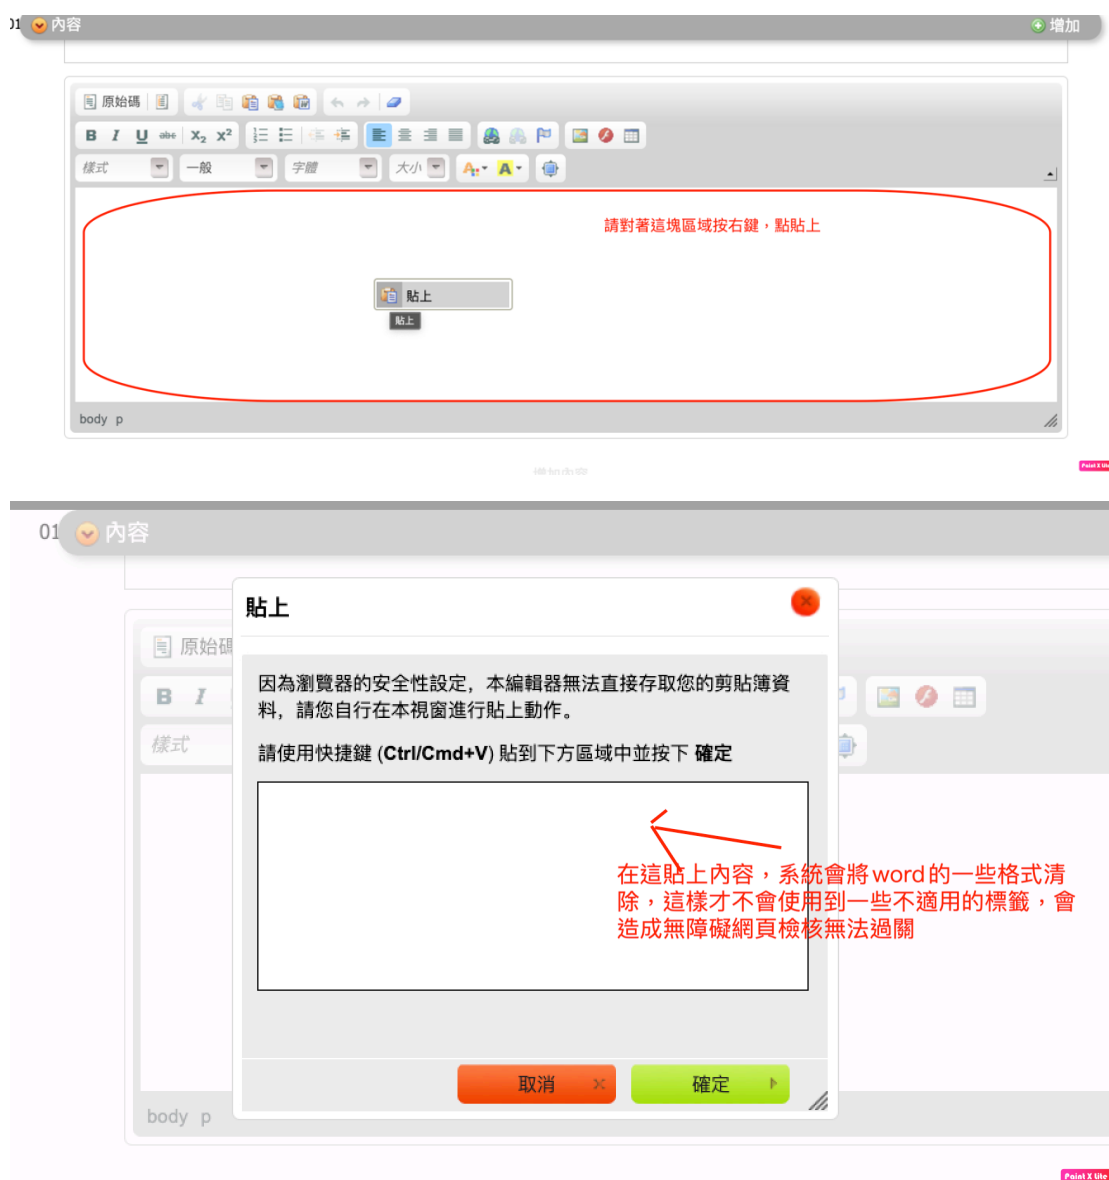 01 內容 增加
原始碼
B I U abc X₂ X²
樣式 一般 字體 大小 A A
請對著這塊區域按右鍵，點貼上
貼上
貼上
body p
增加內容
Paint X Lite
01 內容
貼上
原始碼
因為瀏覽器的安全性設定，本編輯器無法直接存取您的剪貼簿資
料，請您自行在本視窗進行貼上動作。
B I
樣式
請使用快捷鍵 (Ctrl/Cmd+V) 貼到下方區域中並按下 確定
在這貼上內容，系統會將word的一些格式清
除，這樣才不會使用到一些不適用的標籤，會
造成無障礙網頁檢核無法過關
取消 確定
body p
Paint X Lite